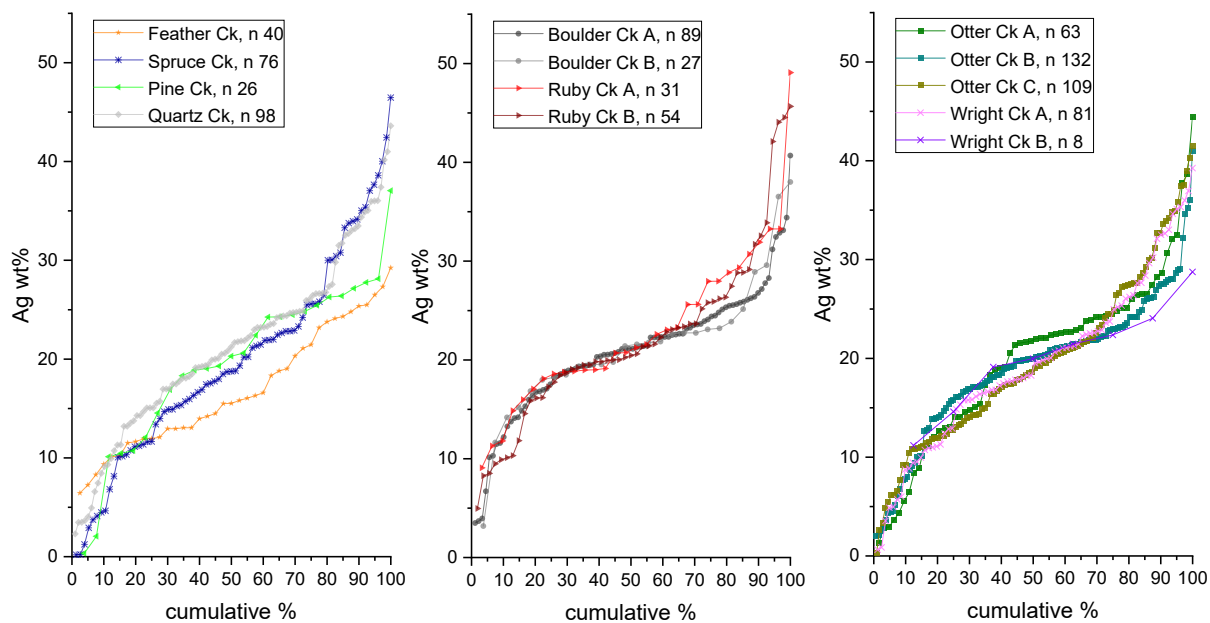 Feather Ck, n 40
Spruce Ck, n 76
Pine Ck, n 26
Quartz Ck, n 98
50
40
30
20
10
0
Ag wt%
0 10 20 30 40 50 60 70 80 90 100
cumulative %
Boulder Ck A, n 89
Boulder Ck B, n 27
Ruby Ck A, n 31
Ruby Ck B, n 54
50
40
30
20
10
0
Ag wt%
0 10 20 30 40 50 60 70 80 90 100
cumulative %
Otter Ck A, n 63
Otter Ck B, n 132
Otter Ck C, n 109
Wright Ck A, n 81
Wright Ck B, n 8
50
40
30
20
10
0
Ag wt%
0 10 20 30 40 50 60 70 80 90 100
cumulative %